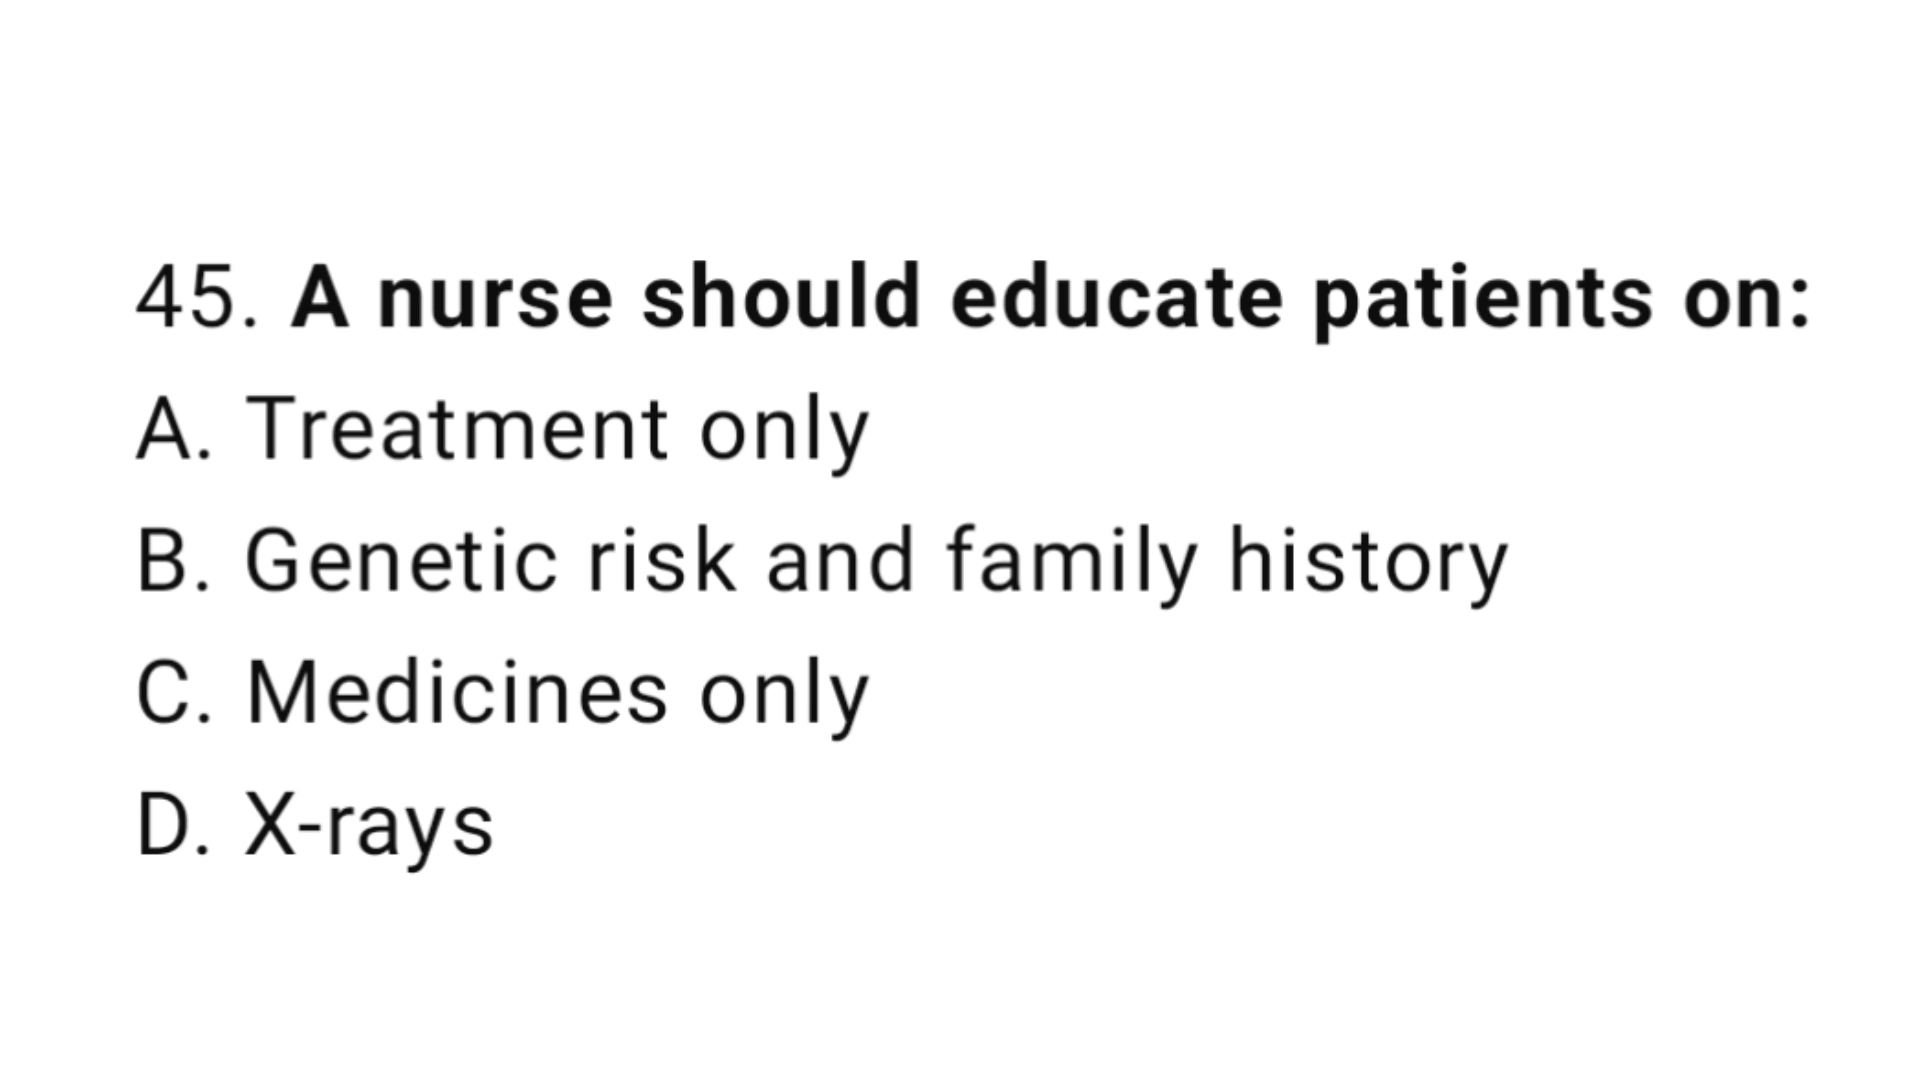 45. A nurse should educate patients on:
A. Treatment only
B. Genetic risk and family history
C. Medicines only
D. X-rays